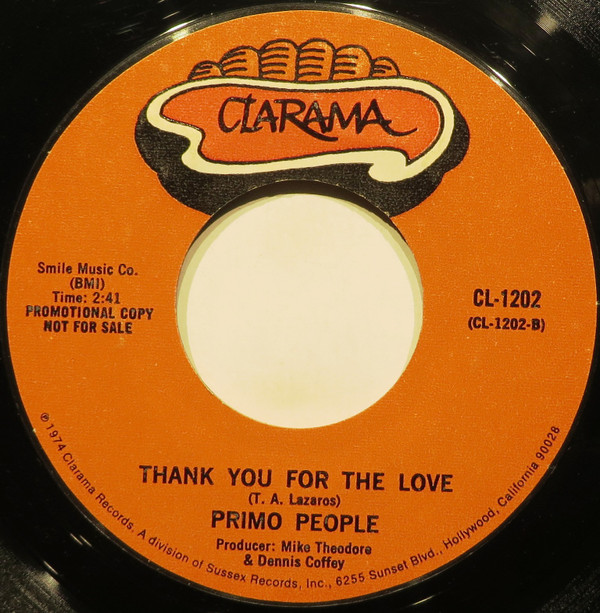 CLARAMA
Smile Music Co.
(BMI)
Time: 2:41
PROMOTIONAL COPY
NOT FOR SALE
CL-1202
(CL-1202-B)
THANK YOU FOR THE LOVE
(T. A. Lazaros)
PRIMO PEOPLE
Producer: Mike Theodore
& Dennis Coffey
℗ 1974 Clarama Records, A division of Sussex Records, Inc., 6255 Sunset Blvd., Hollywood, California 90028